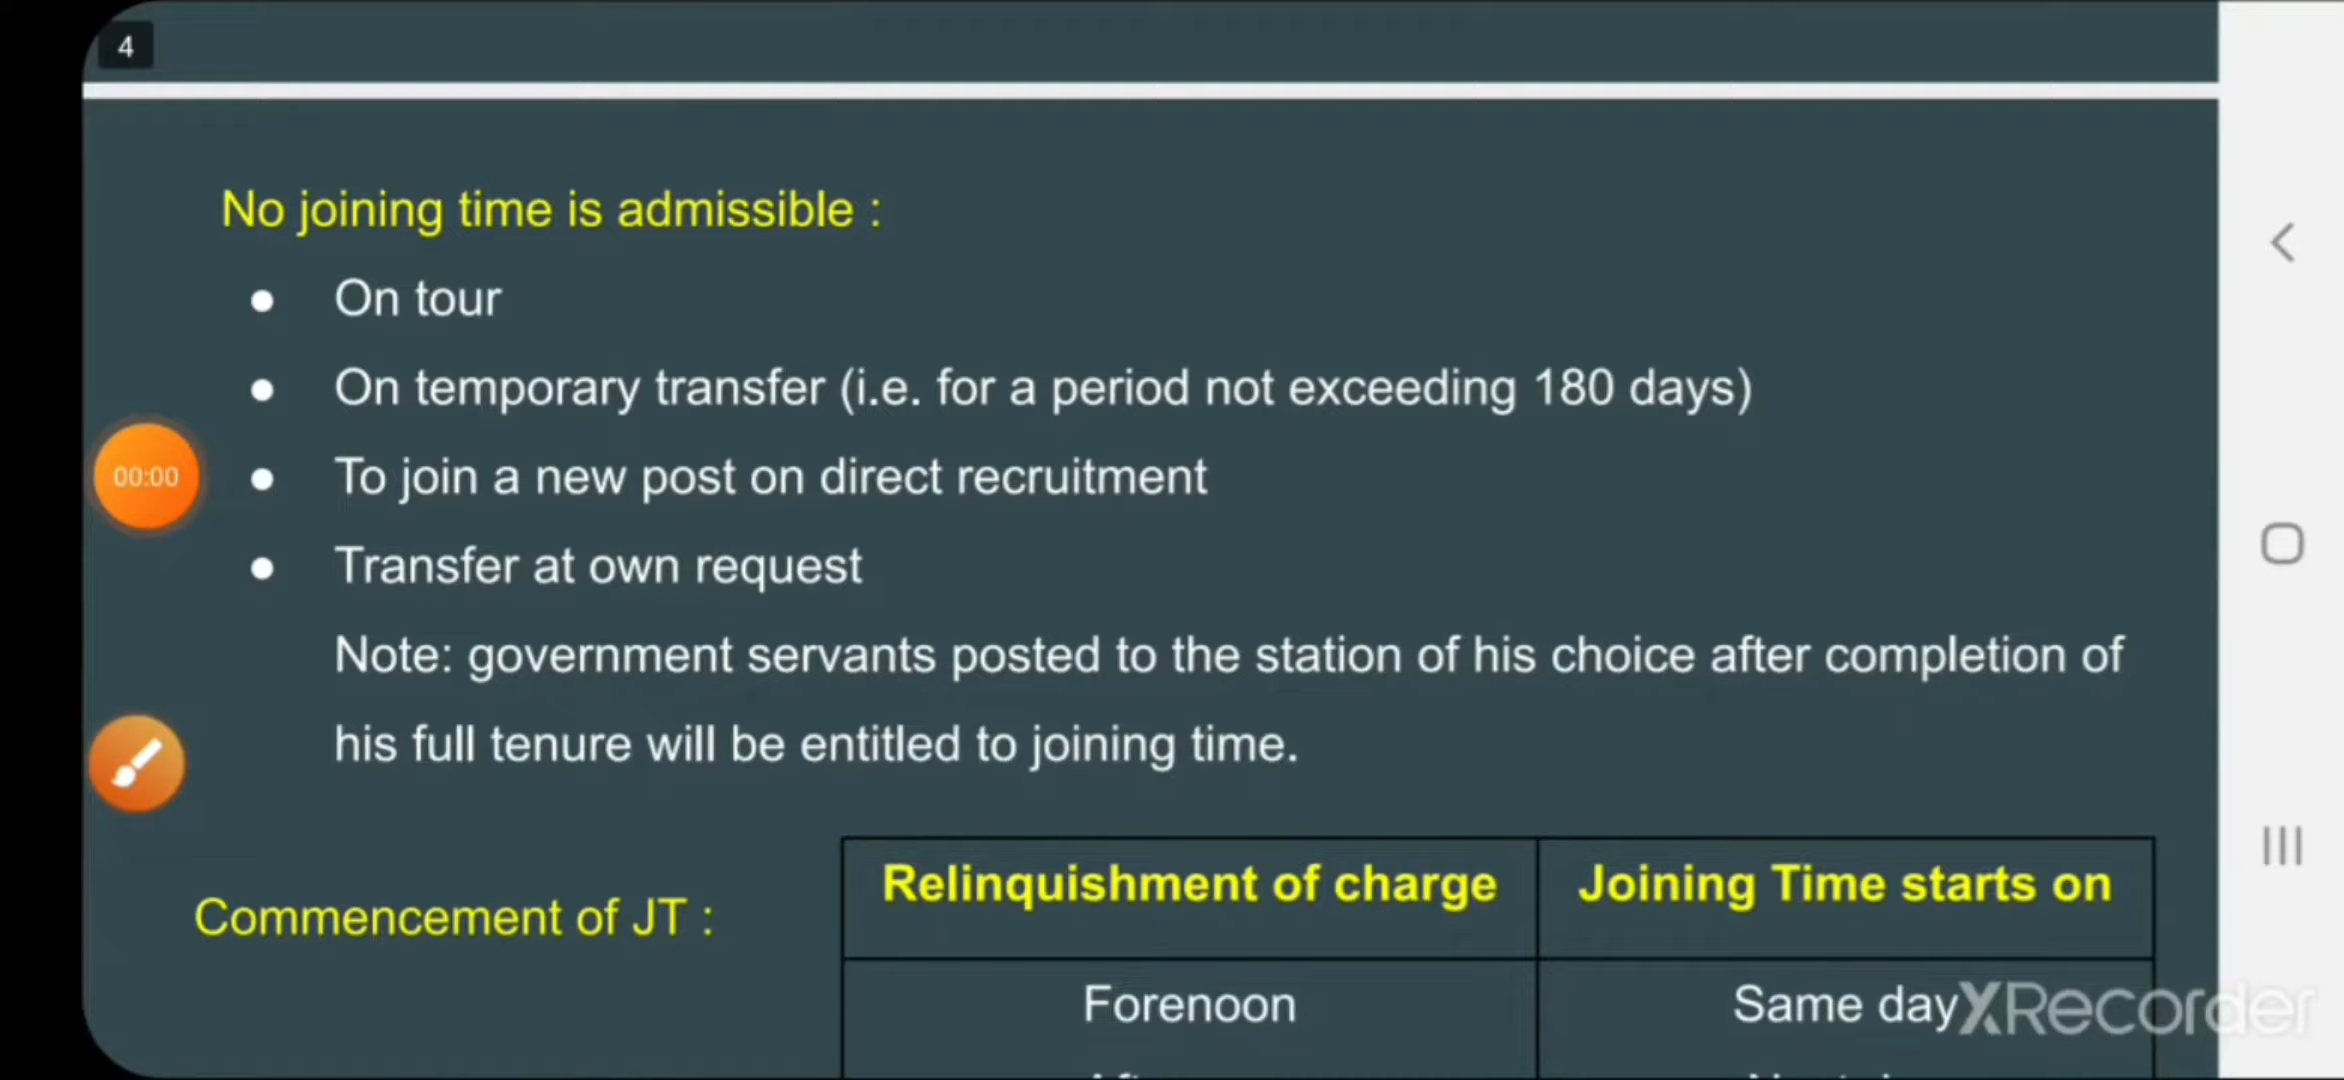 4
No joining time is admissible :
● On tour
● On temporary transfer (i.e. for a period not exceeding 180 days)
00:00
● To join a new post on direct recruitment
● Transfer at own request
Note: government servants posted to the station of his choice after completion of
his full tenure will be entitled to joining time.
Commencement of JT :
Relinquishment of charge
Joining Time starts on
Forenoon
Same day
XRecorder